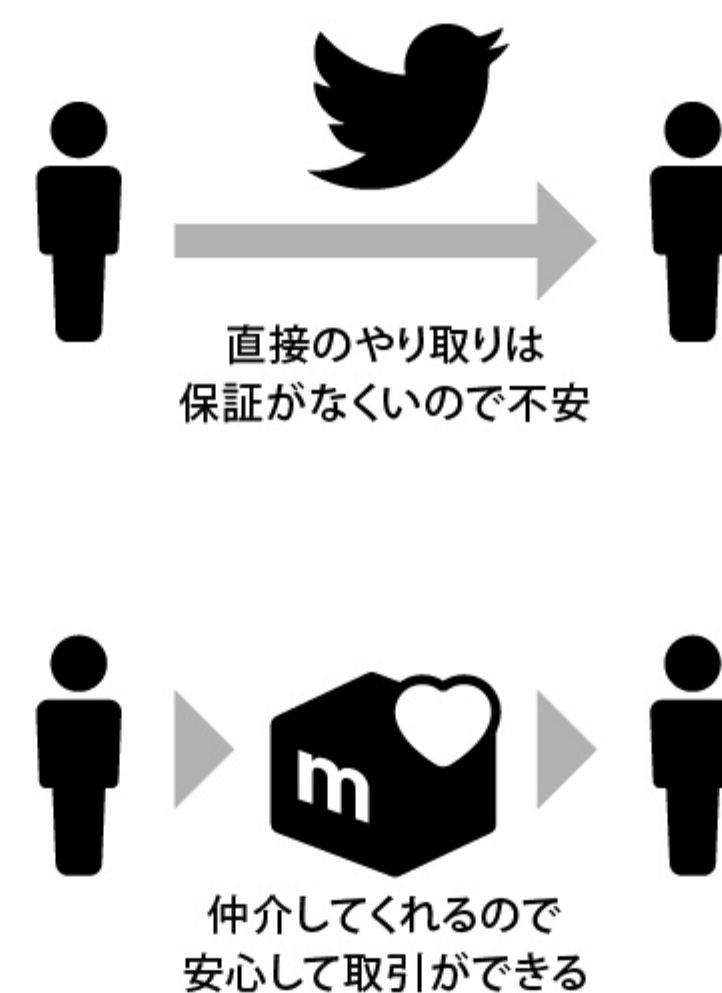 直接のやり取りは
保証がなくいので不安
m
仲介してくれるので
安心して取引ができる